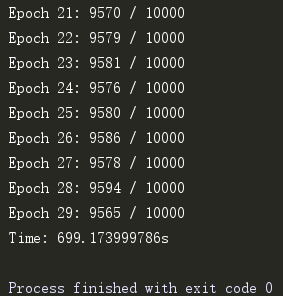 Epoch 21: 9570 / 10000
Epoch 22: 9579 / 10000
Epoch 23: 9581 / 10000
Epoch 24: 9576 / 10000
Epoch 25: 9580 / 10000
Epoch 26: 9586 / 10000
Epoch 27: 9578 / 10000
Epoch 28: 9594 / 10000
Epoch 29: 9565 / 10000
Time: 699.173999786s
Process finished with exit code 0